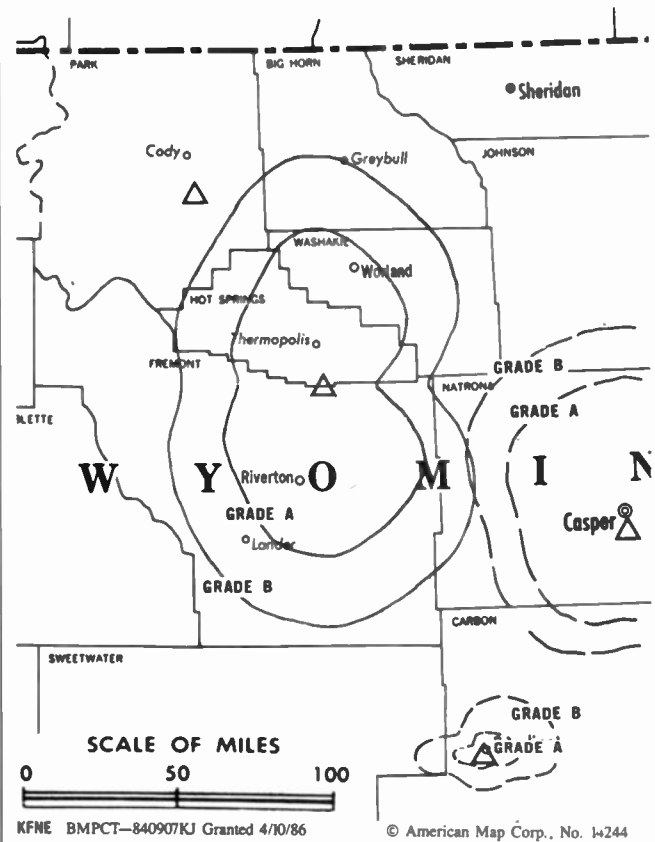 PARK
BIG HORN
SHERIDAN
Sheridan
Cody
Greybull
JOHNSON
WASHAKIE
Worland
HOT SPRINGS
Thermopolis
FREMONT
GRADE B
NATRONA
GRADE A
W Y O M I N
Riverton
GRADE A
Casper
Lander
GRADE B
CARBON
SWEETWATER
GRADE B
GRADE A
SCALE OF MILES
0 50 100
KFNE BMPCT—840907KJ Granted 4/10/86
© American Map Corp., No. 14244